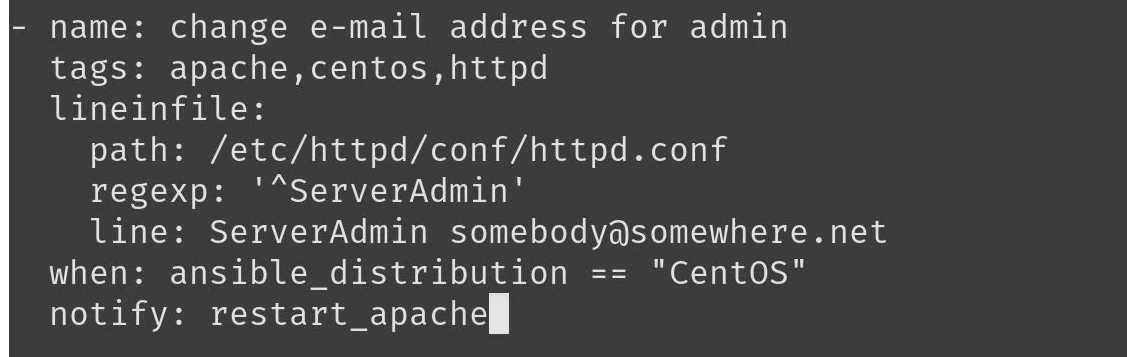 - name: change e-mail address for admin
  tags: apache,centos,httpd
  lineinfile:
    path: /etc/httpd/conf/httpd.conf
    regexp: '^ServerAdmin'
    line: ServerAdmin somebody@somewhere.net
  when: ansible_distribution == "CentOS"
  notify: restart_apache